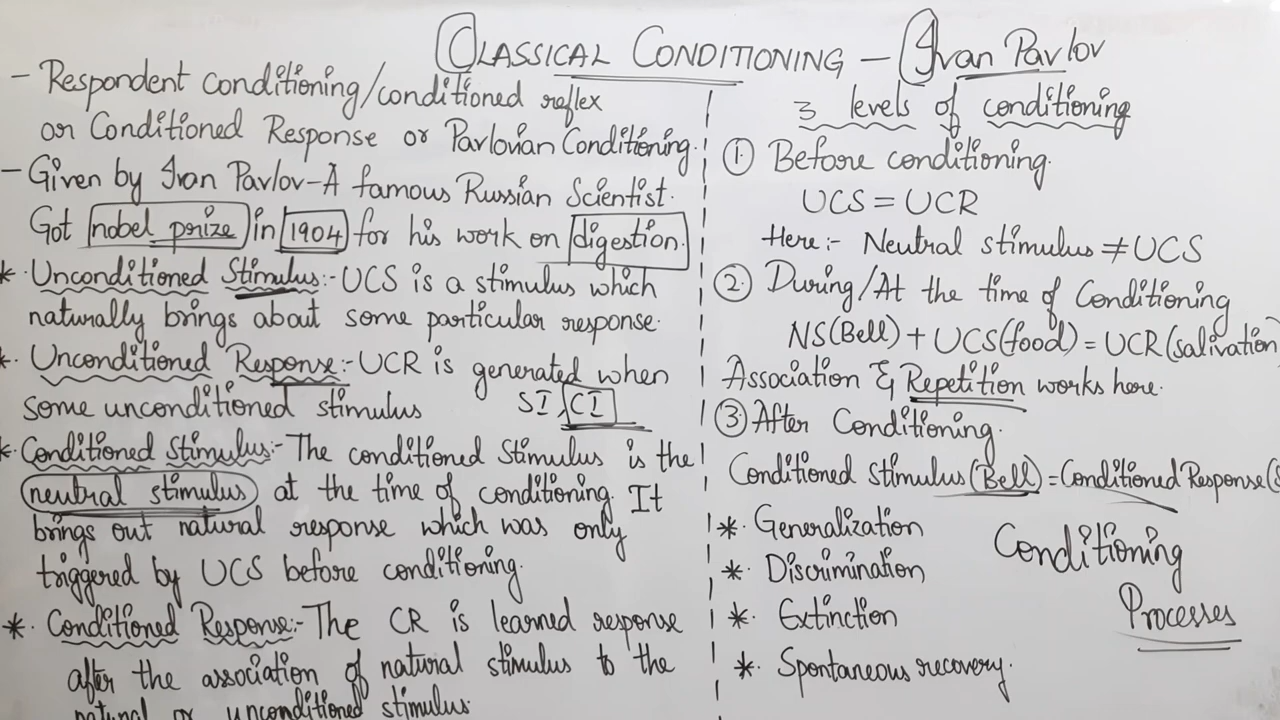 CLASSICAL CONDITIONING — Ivan Pavlov
- Respondent conditioning/conditioned reflex
or Conditioned Response or Pavlovian Conditioning.
- Given by Ivan Pavlov-A famous Russian Scientist.
Got nobel prize in 1904 for his work on digestion.
* Unconditioned Stimulus:- UCS is a stimulus which
naturally brings about some particular response.
* Unconditioned Response:- UCR is generated when
some unconditioned stimulus SI, CI
* Conditioned Stimulus:- The conditioned Stimulus is the
neutral stimulus at the time of conditioning. It
brings out natural response which was only
triggered by UCS before conditioning.
* Conditioned Response:- The CR is learned response
after the association of natural stimulus to the
natural or unconditioned stimulus.
3 levels of conditioning
① Before conditioning.
UCS = UCR
Here:- Neutral stimulus ≠ UCS
② During/At the time of Conditioning
NS(Bell) + UCS(food) = UCR(salivation
Association & Repetition works here.
③ After Conditioning.
Conditioned Stimulus (Bell) = Conditioned Response(S
* Generalization
* Discrimination
* Extinction
* Spontaneous recovery.
Conditioning
Processes